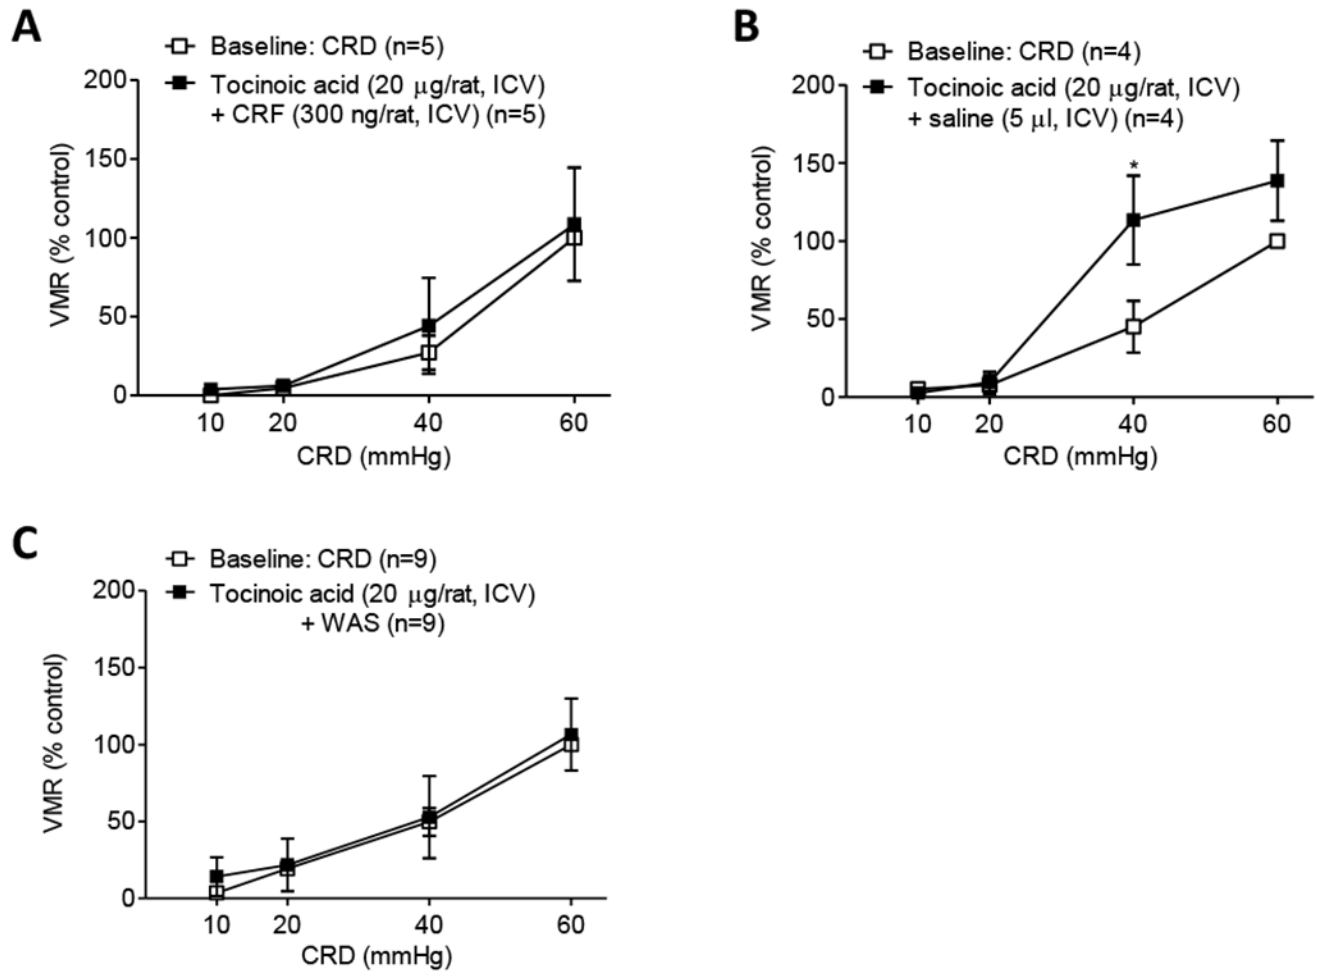 A
Baseline: CRD (n=5)
Tocinoic acid (20 μg/rat, ICV)
+ CRF (300 ng/rat, ICV) (n=5)
200
150
100
50
0
VMR (% control)
10 20 40 60
CRD (mmHg)
B
Baseline: CRD (n=4)
Tocinoic acid (20 μg/rat, ICV)
+ saline (5 μl, ICV) (n=4)
200
150
100
50
0
VMR (% control)
*
10 20 40 60
CRD (mmHg)
C
Baseline: CRD (n=9)
Tocinoic acid (20 μg/rat, ICV)
+ WAS (n=9)
200
150
100
50
0
VMR (% control)
10 20 40 60
CRD (mmHg)